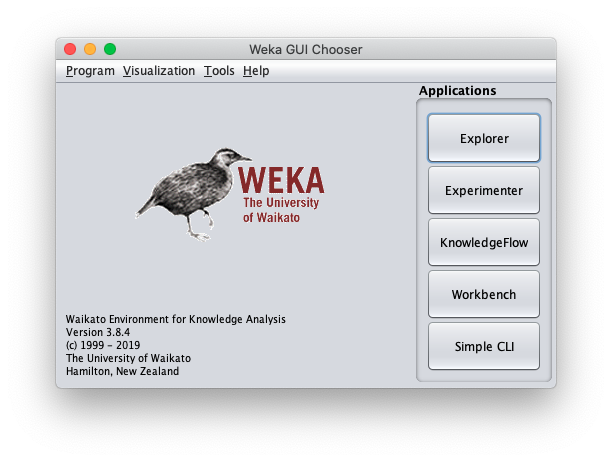 Weka GUI Chooser
Program Visualization Tools Help
Applications
Explorer
Experimenter
KnowledgeFlow
Workbench
Simple CLI
WEKA
The University
of Waikato
Waikato Environment for Knowledge Analysis
Version 3.8.4
(c) 1999 - 2019
The University of Waikato
Hamilton, New Zealand